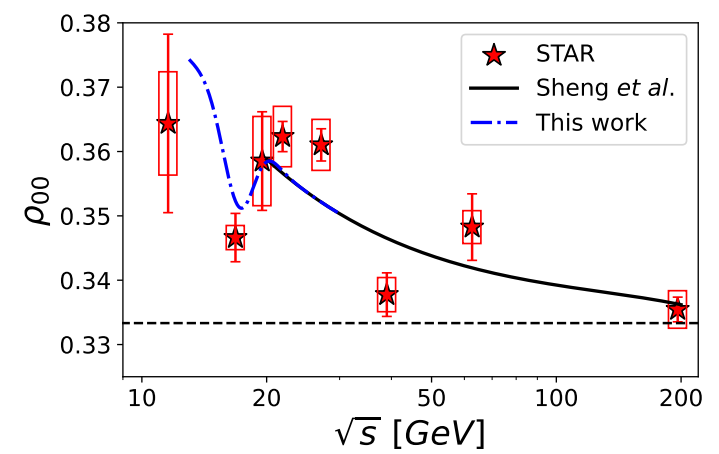 0.38
0.37
0.36
0.35
0.34
0.33
ρ₀₀
10
20
50
100
200
√s [GeV]
STAR
Sheng et al.
This work